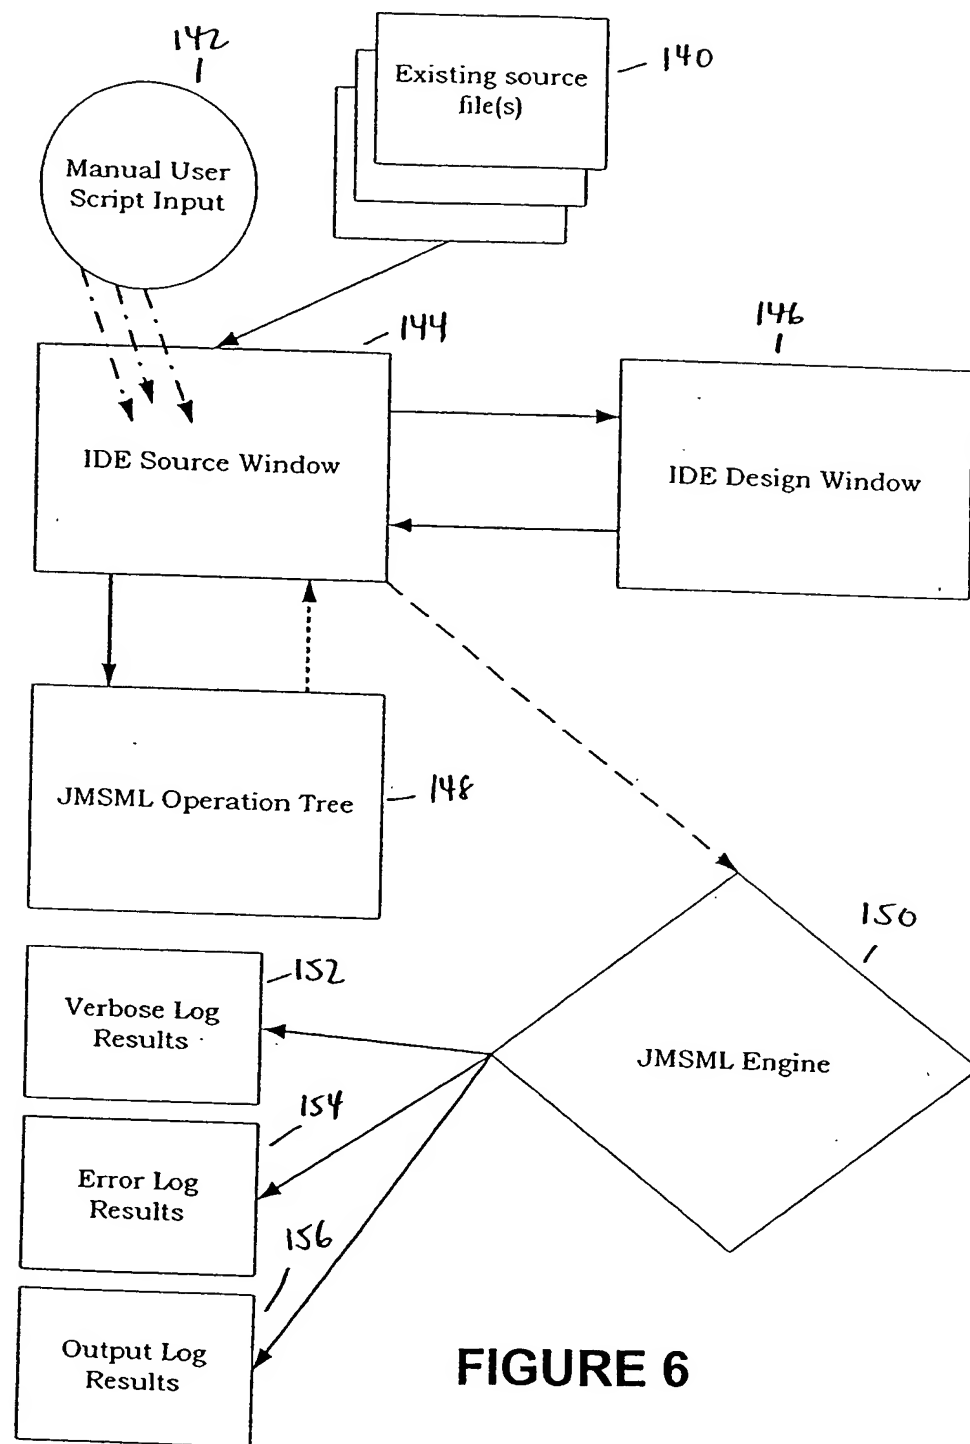 142
Existing source
file(s)
140
Manual User
Script Input
144
146
IDE Source Window
IDE Design Window
JMSML Operation Tree
148
150
152
Verbose Log
Results
JMSML Engine
154
Error Log
Results
156
Output Log
Results
FIGURE 6